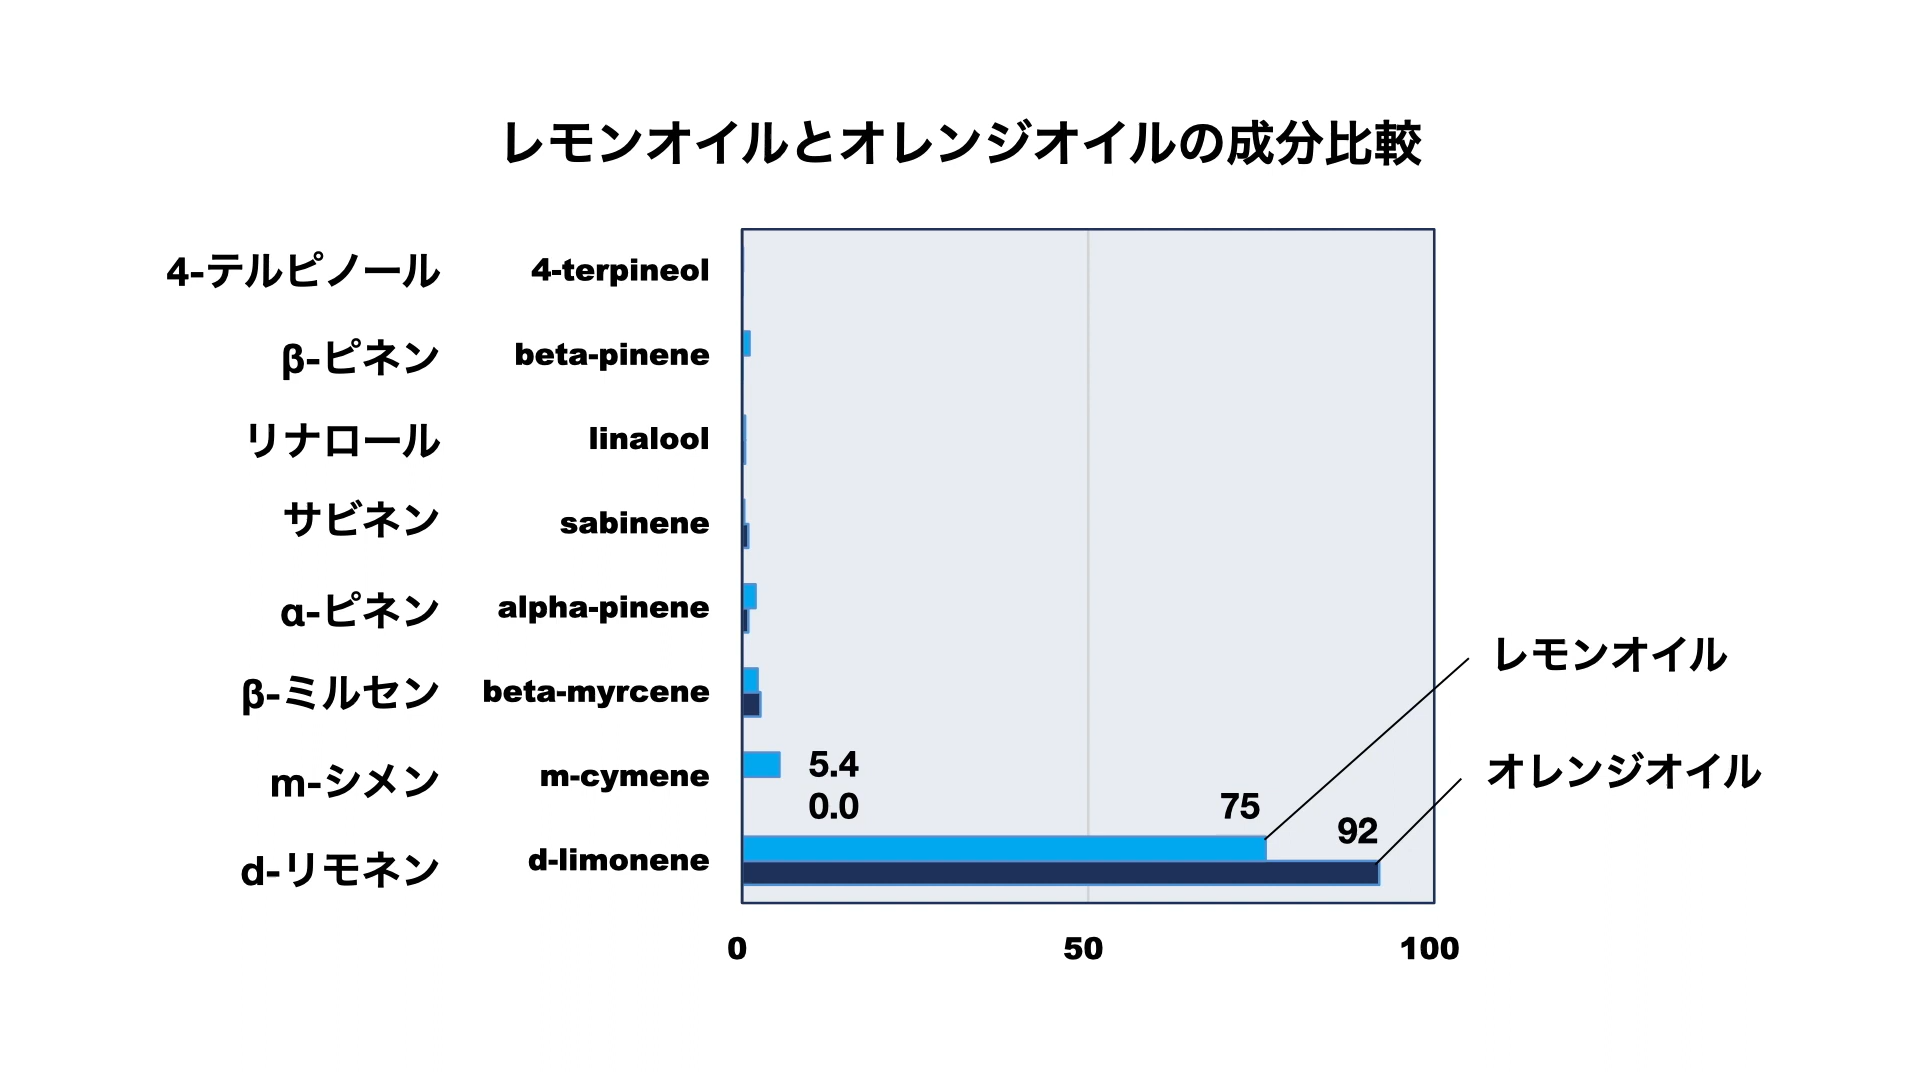 レモンオイルとオレンジオイルの成分比較
4-テルピノール 4-terpineol
β-ピネン beta-pinene
リナロール linalool
サビネン sabinene
α-ピネン alpha-pinene
β-ミルセン beta-myrcene
m-シメン m-cymene
d-リモネン d-limonene
5.4
0.0
75
92
レモンオイル
オレンジオイル
0 50 100